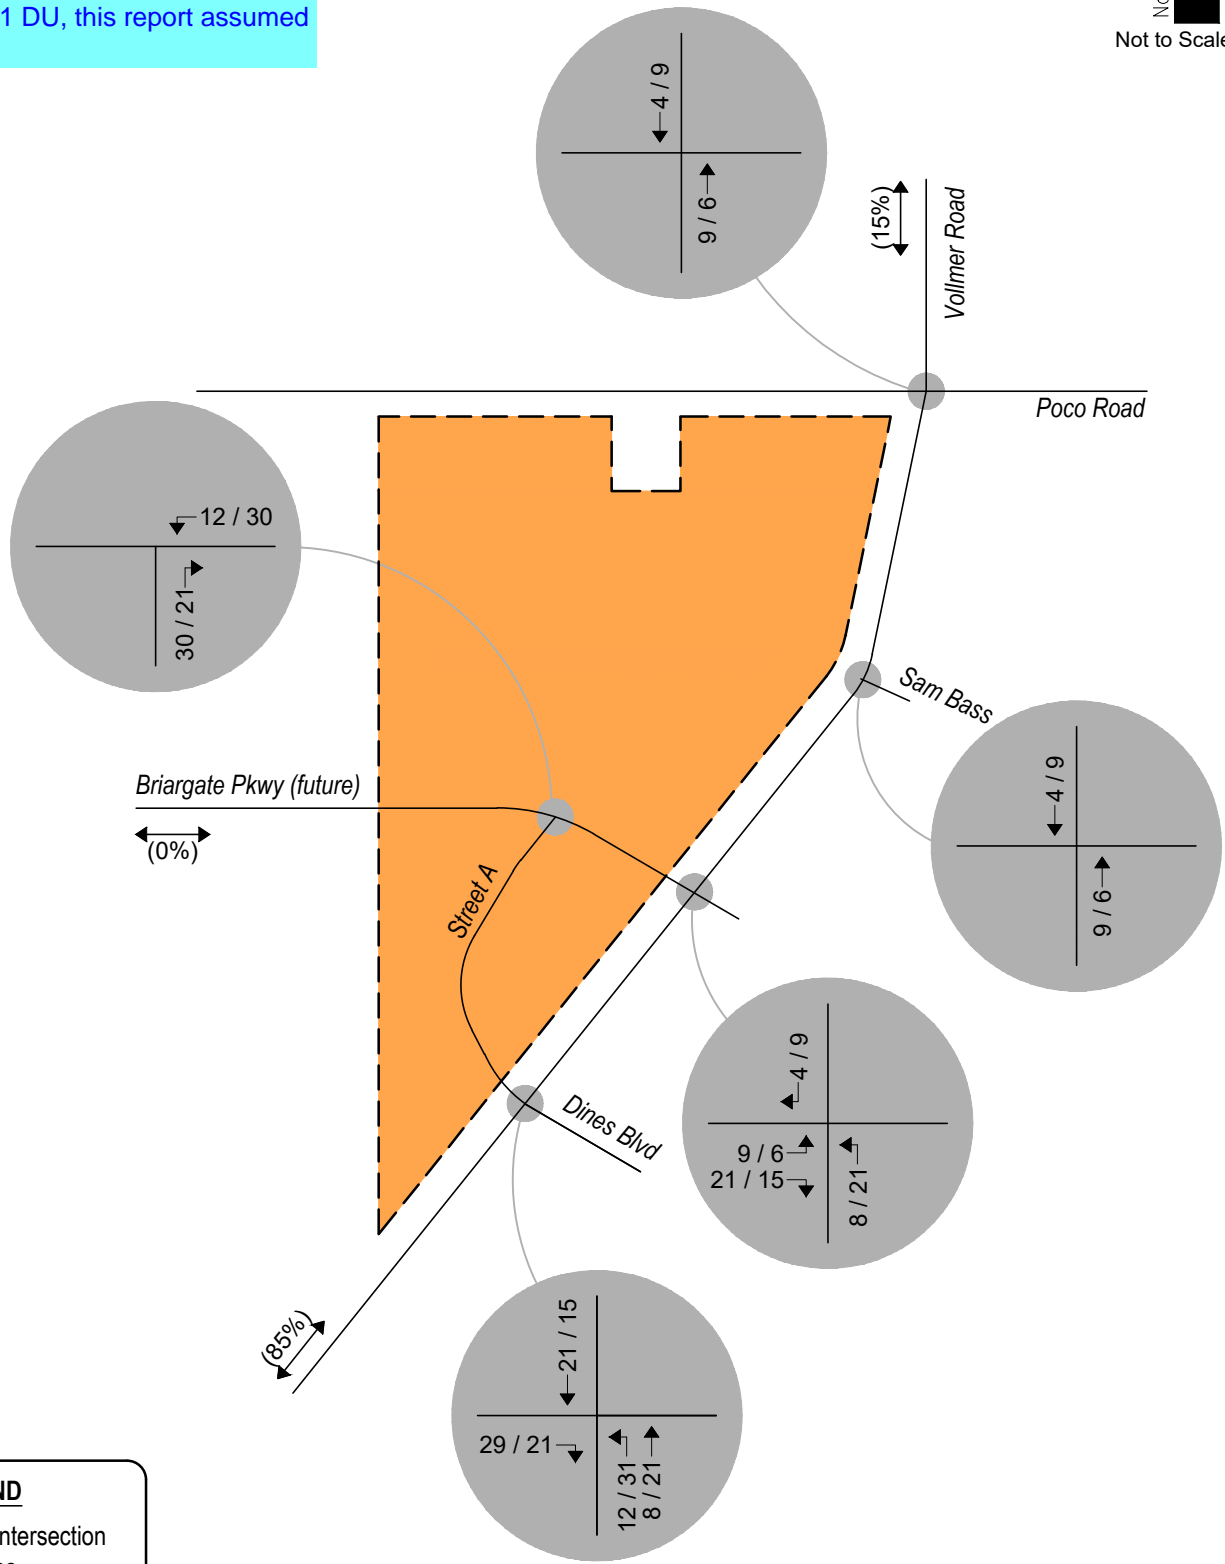 1 DU, this report assumed
Not to Scale
4 / 9
9 / 6
(15%)
Vollmer Road
Poco Road
12 / 30
30 / 21
Sam Bass
4 / 9
9 / 6
Briargate Pkwy (future)
(0%)
Street A
4 / 9
9 / 6
21 / 15
8 / 21
Dines Blvd
(85%)
21 / 15
29 / 21
12 / 31
8 / 21
ND
ntersection